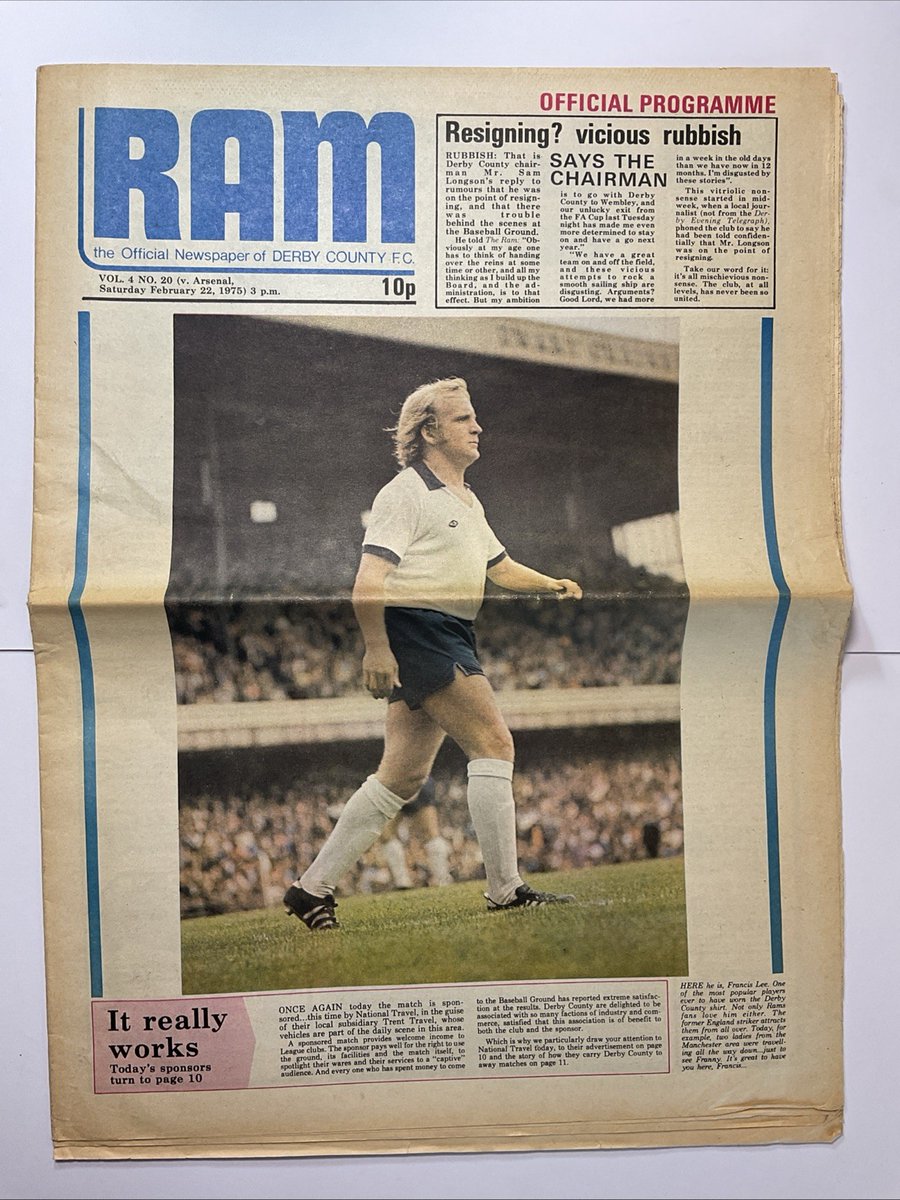 OFFICIAL PROGRAMME
RAM
the Official Newspaper of DERBY COUNTY F.C.
VOL. 4 NO. 20 (v. Arsenal,
Saturday February 22, 1975) 3 p.m.
10p
Resigning? vicious rubbish
SAYS THE
CHAIRMAN
RUBBISH: That is
Derby County chair-
man Mr. Sam
Longson's reply to
rumours that he was
on the point of resign-
ing, and that there
was trouble
behind the scenes at
the Baseball Ground.
He told The Ram: "Ob-
viously at my age one
has to think of handing
over the reins at some
time or other, and all my
thinking as I build up the
Board, and the ad-
ministration, is to that
effect. But my ambition
is to go with Derby
County to Wembley, and
our unlucky exit from
the FA Cup last Tuesday
night has made me even
more determined to stay
on and have a go next
year."
"We have a great
team on and off the field,
and these vicious
attempts to rock a
smooth sailing ship are
disgusting. Arguments?
Good Lord, we had more
in a week in the old days
than we have now in 12
months. I'm disgusted by
these stories".
This vitriolic non-
sense started in mid-
week, when a local jour-
nalist (not from the Der-
by Evening Telegraph),
phoned the club to say he
had been told confiden-
tially that Mr. Longson
was on the point of
resigning.
Take our word for it:
it's all mischievous non-
sense. The club, at all
levels, has never been so
united.
It really
works
Today's sponsors
turn to page 10
ONCE AGAIN today the match is spon-
sored...this time by National Travel, in the guise
of their local subsidiary Trent Travel, whose
vehicles are part of the daily scene in this area.
A sponsored match provides welcome income to
League clubs. The sponsor pays well for the right to use
the ground, its facilities and the match itself, to
spotlight their wares and their services to a "captive"
audience. And every one who has spent money to come
to the Baseball Ground has reported extreme satisfac-
tion at the results. Derby County are delighted to be
associated with so many factions of industry and com-
merce, satisfied that this association is of benefit to
both the club and the sponsor.
Which is why we particularly draw your attention to
National Travel today, to their advertisement on page
10 and the story of how they carry Derby County to
away matches on page 11.
HERE he is, Francis Lee. One
of the most popular players
ever to have worn the Derby
County shirt. Not only Rams
fans love him either. The
former England striker attracts
them from all over. Today, for
example, two ladies from the
Manchester area were travell-
ing all the way down...just to
see Franny. It's great to have
you here, Francis...